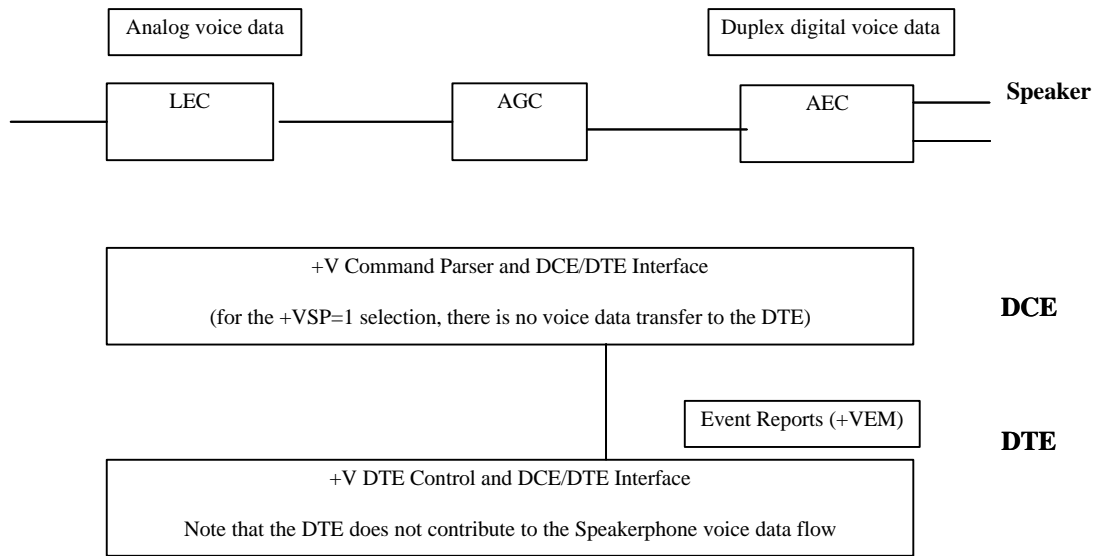 Analog voice data
Duplex digital voice data
LEC
AGC
AEC
Speaker
+V Command Parser and DCE/DTE Interface
(for the +VSP=1 selection, there is no voice data transfer to the DTE)
DCE
Event Reports (+VEM)
DTE
+V DTE Control and DCE/DTE Interface
Note that the DTE does not contribute to the Speakerphone voice data flow